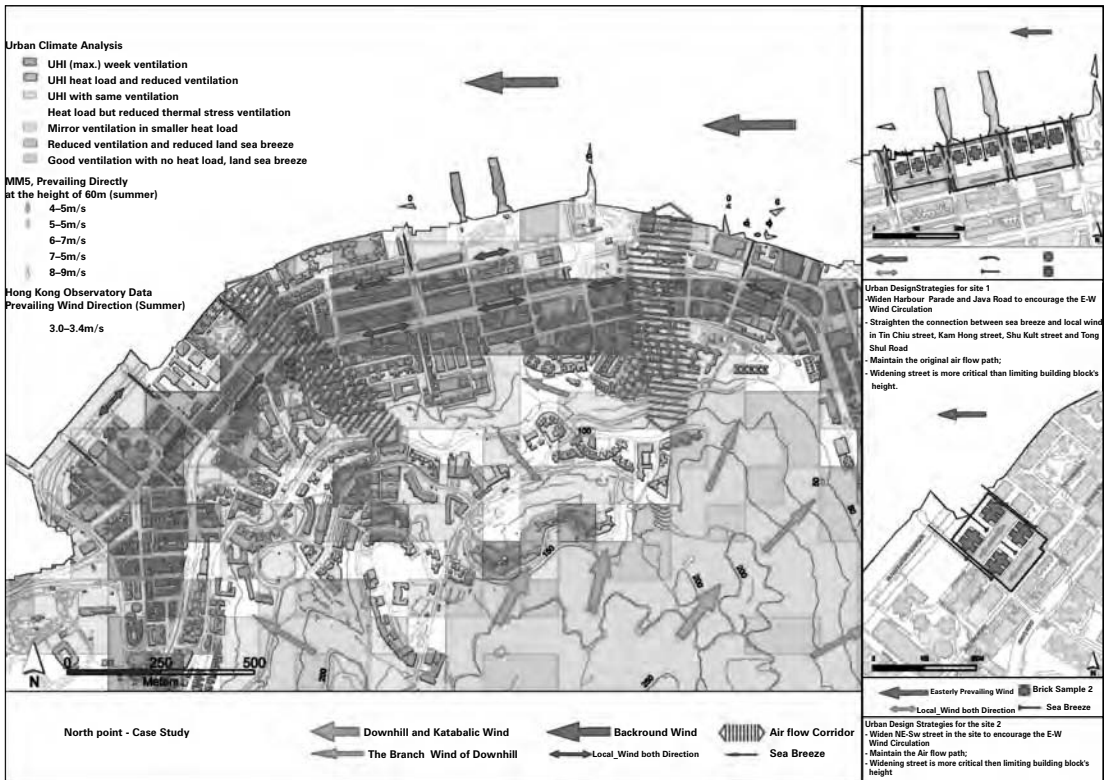 Urban Climate Analysis
UHI (max.) week ventilation
UHI heat load and reduced ventilation
UHI with same ventilation
Heat load but reduced thermal stress ventilation
Mirror ventilation in smaller heat load
Reduced ventilation and reduced land sea breeze
Good ventilation with no heat load, land sea breeze
MM5, Prevailing Directly
at the height of 60m (summer)
4–5m/s
5–5m/s
6–7m/s
7–5m/s
8–9m/s
Hong Kong Observatory Data
Prevailing Wind Direction (Summer)
3.0–3.4m/s
100
100
200
200
200
50
0 250 500
Meters
N
North point - Case Study
Downhill and Katabalic Wind
The Branch Wind of Downhill
Backround Wind
Local_Wind both Direction
Air flow Corridor
Sea Breeze
Urban DesignStrategies for site 1
-Widen Harbour Parade and Java Road to encourage the E-W
Wind Circulation
- Straighten the connection between sea breeze and local wind
in Tin Chiu street, Kam Hong street, Shu Kult street and Tong
Shul Road
- Maintain the original air flow path;
- Widening street is more critical than limiting building block's
height.
Easterly Prevailing Wind
Brick Sample 2
Local_Wind both Direction
Sea Breeze
Urban Design Strategies for the site 2
- Widen NE-Sw street in the site to encourage the E-W
Wind Circulation
- Maintain the Air flow path;
- Widening street is more critical then limiting building block's
height